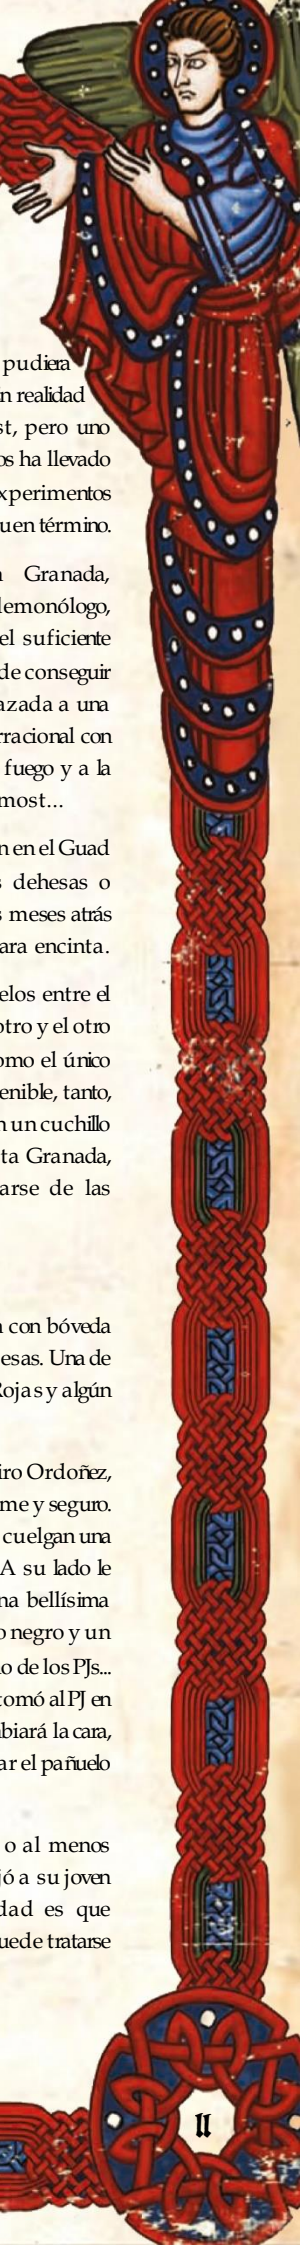 pudiera
n realidad
st, pero uno
os ha llevado
xperimentos
uen término.
Granada,
lemonólogo,
el suficiente
de conseguir
azada a una
rracional con
fuego y a la
most...
n en el Guad
dehesas o
s meses atrás
ara encinta.
elos entre el
otro y el otro
omo el único
enible, tanto,
n un cuchillo
ta Granada,
arse de las
n con bóveda
esas. Una de
Rojas y algún
iro Ordoñez,
me y seguro.
cuelgan una
A su lado le
na bellísima
o negro y un
o de los PJs...
tomó al PJ en
biará la cara,
ar el pañuelo
o al menos
jó a su joven
dad es que
uede tratarse
11